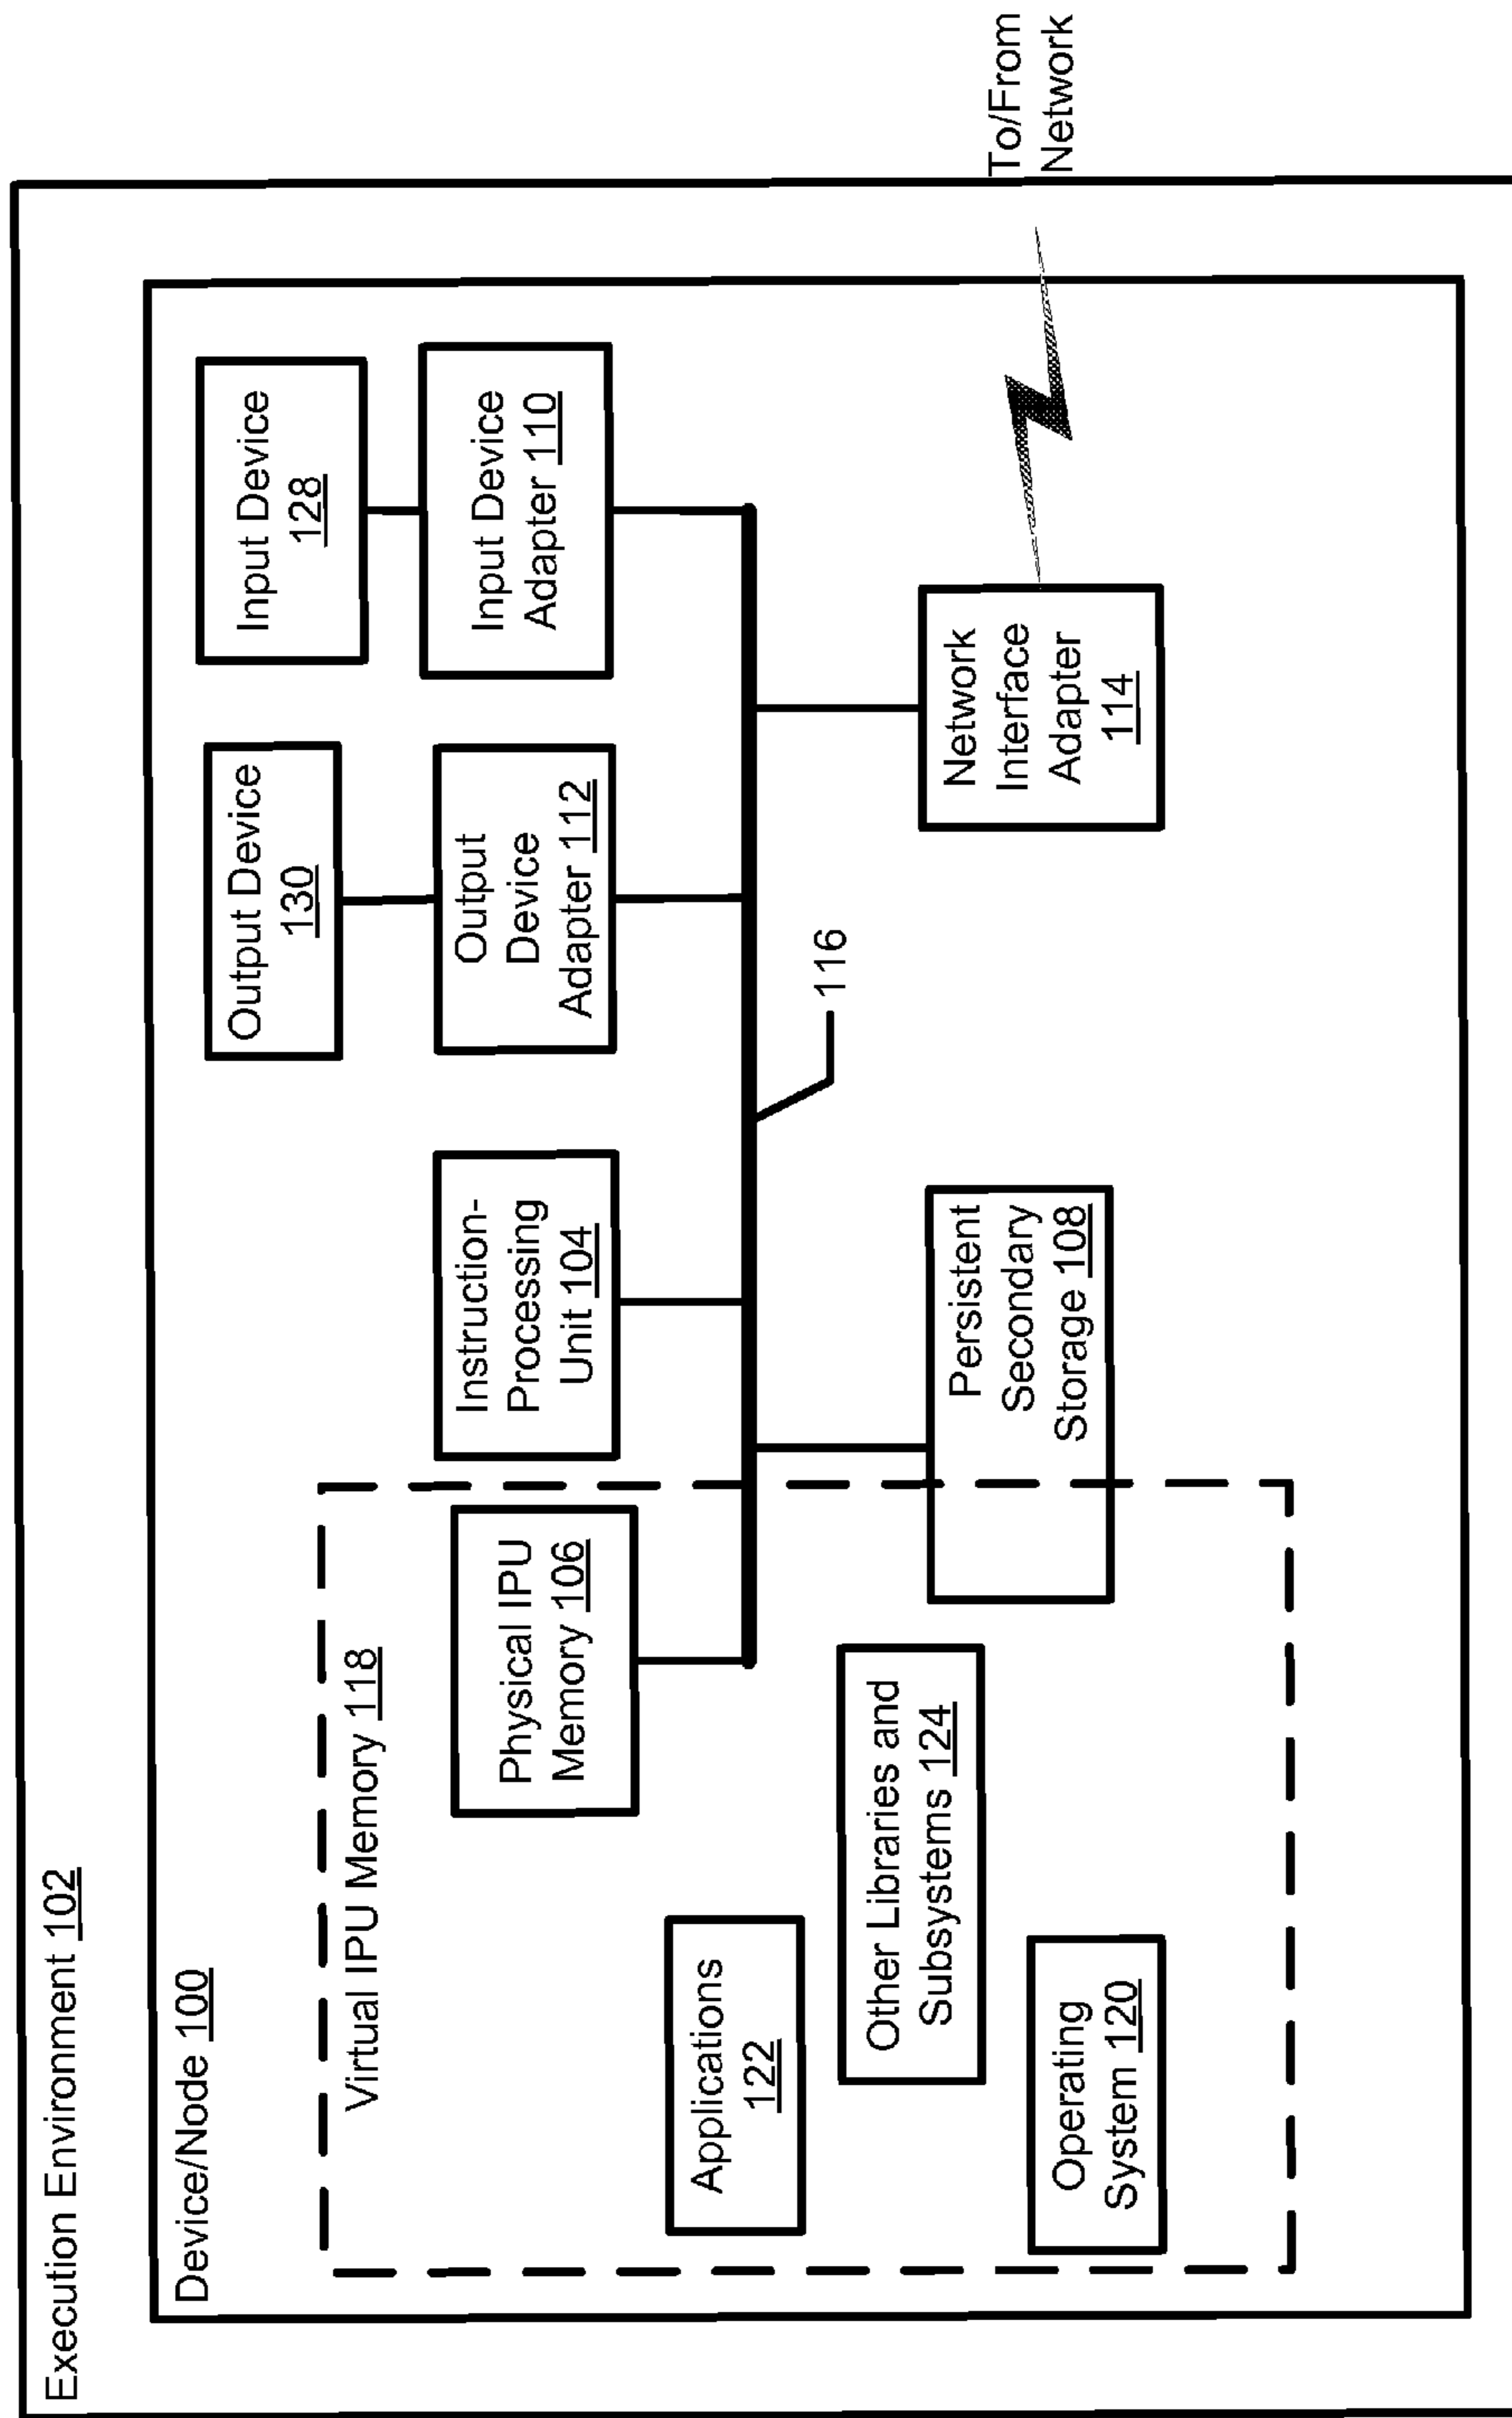 Execution Environment 102
Device/Node 100
Virtual IPU Memory 118
Applications
122
Other Libraries and
Subsystems 124
Operating
System 120
Physical IPU
Memory 106
Instruction-
Processing
Unit 104
Persistent
Secondary
Storage 108
116
Output Device
130
Output
Device
Adapter 112
Input Device
128
Input Device
Adapter 110
Network
Interface
Adapter
114
To/From
Network